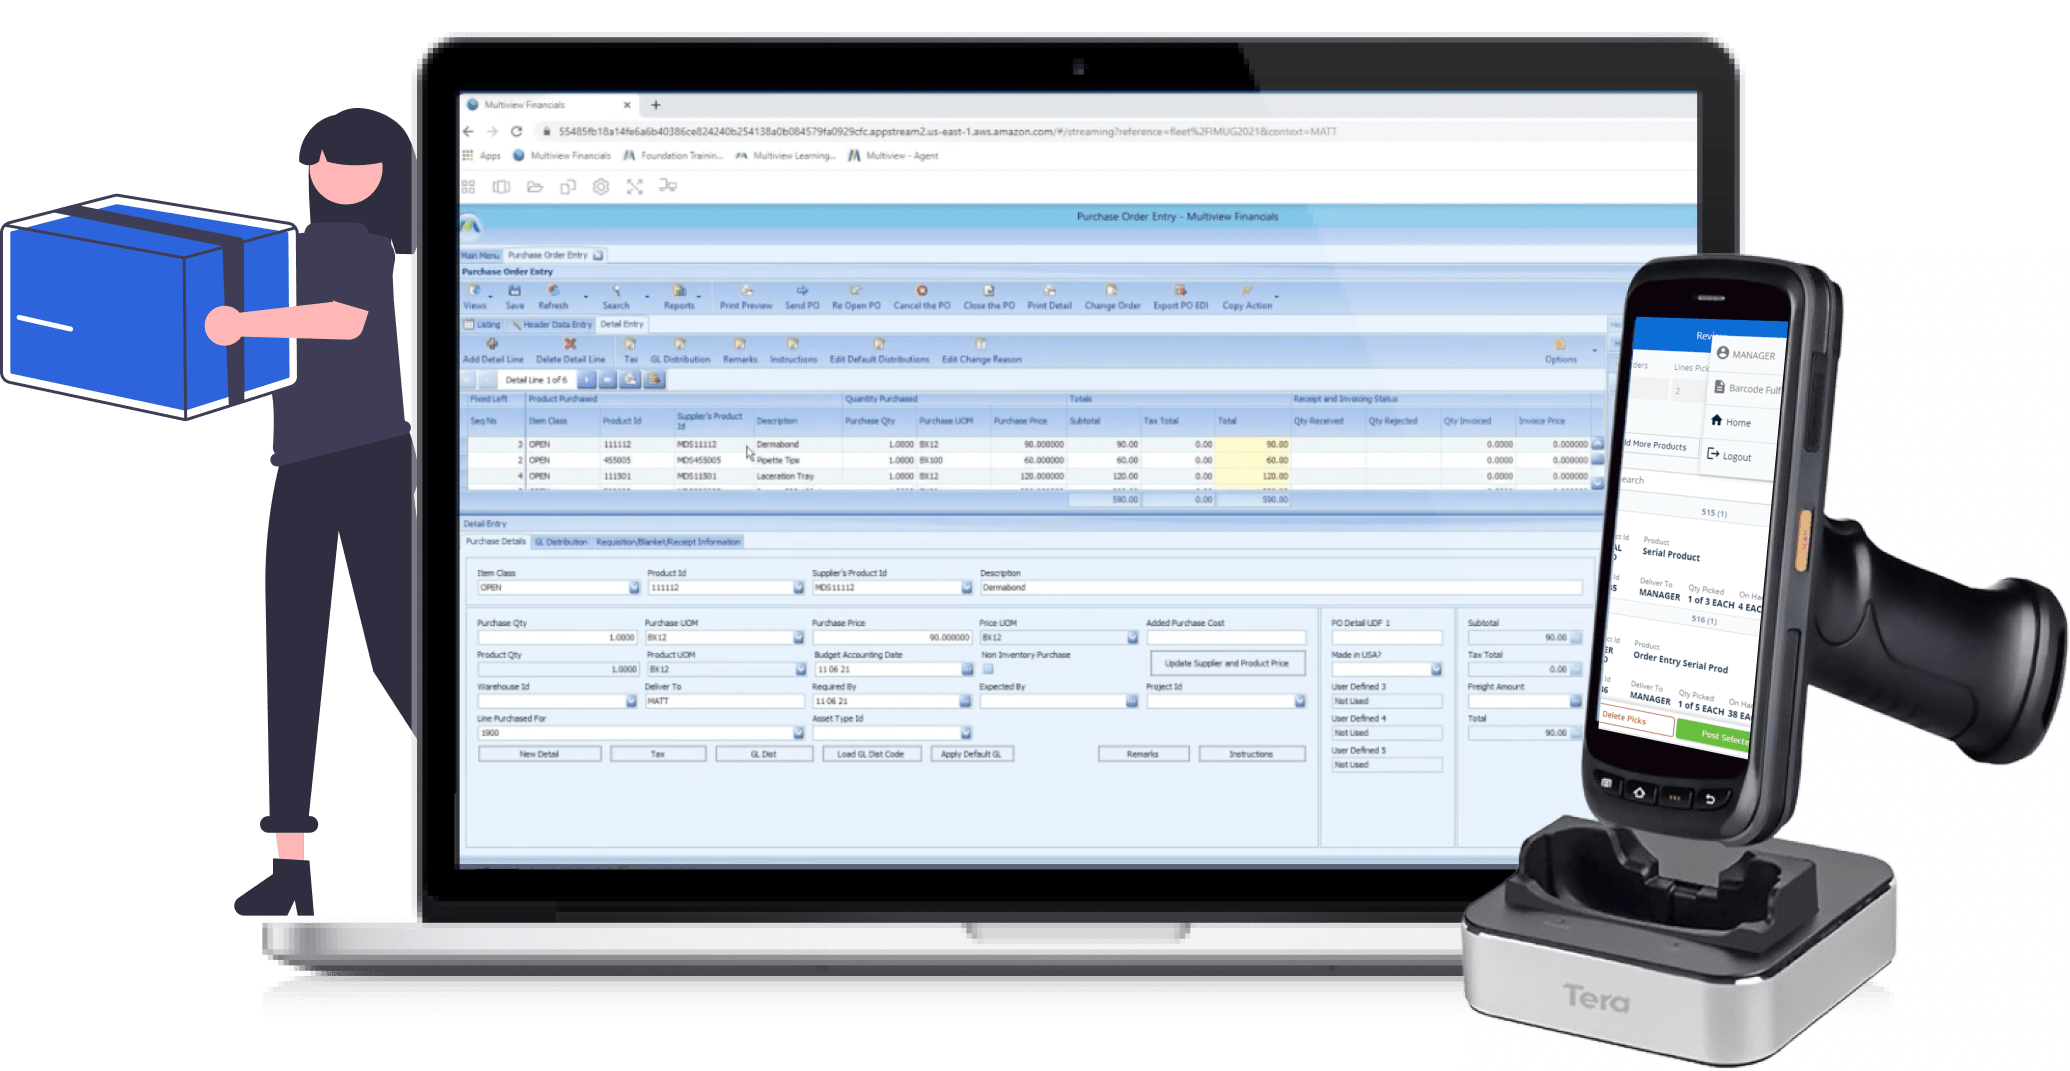 Multiview Financials
55485fb18a14fe6a6b40386ce824240b254138a0b084579fa0929cfc.appstream2.us-east-1.aws.amazon.com/#/streaming?reference=fleet%2FIMUG2021&context=MATT
Apps Multiview Financials Foundation Trainin... Multiview Learning... Multiview - Agent
Purchase Order Entry - Multiview Financials
Main Menu Purchase Order Entry
Purchase Order Entry
Views Save Refresh Search Reports Print Preview Send PO Re Open PO Cancel the PO Close the PO Print Detail Change Order Export PO EDI Copy Action
Listing Header Data Entry Detail Entry
Add Detail Line Delete Detail Line Tax GL Distribution Remarks Instructions Edit Default Distributions Edit Change Reason Options
Detail Line 1 of 6
Fixed Left Product Purchased Quantity Purchased Totals Receipt and Invoicing Status
Seq No Item Class Product Id Supplier's Product Id Description Purchase Qty Purchase UOM Purchase Price Subtotal Tax Total Total Qty Received Qty Rejected Qty Invoiced Invoice Price
3 OPEN 111112 MDS11112 Dermabond 1.0000 BX12 90.000000 90.00 0.00 90.00 0.0000 0.000000
2 OPEN 455005 MDS455005 Pipette Tips 1.0000 BX100 60.000000 60.00 0.00 60.00 0.0000 0.000000
4 OPEN 111501 MDS11501 Laceration Tray 1.0000 BX12 120.000000 120.00 0.00 120.00 0.0000 0.000000
590.00 0.00 590.00
Detail Entry
Purchase Details GL Distribution Requisition/Blanket/Receipt Information
Item Class Product Id Supplier's Product Id Description
OPEN 111112 MDS11112 Dermabond
Purchase Qty Purchase UOM Purchase Price Price UOM Added Purchase Cost PO Detail UDF 1 Subtotal
1.0000 BX12 90.000000 BX12 90.00
Product Qty Product UOM Budget Accounting Date Non Inventory Purchase Update Supplier and Product Price Made in USA? Tax Total
1.0000 BX12 11 06 21 0.00
Warehouse Id Deliver To Required By Expected By Project Id User Defined 3 Freight Amount
MATT 11 06 21 Not Used
Line Purchased For Asset Type Id User Defined 4 Total
1900 Not Used 90.00
New Detail Tax GL Dist Load GL Dist Code Apply Default GL Remarks Instructions User Defined 5
Not Used
MANAGER
Lines Pick
2
Barcode Fulf
Home
ld More Products
Logout
earch
515 (1)
Product
Serial Product
Deliver To Qty Picked On Ha
MANAGER 1 of 3 EACH 4 EAC
516 (1)
Product
Order Entry Serial Prod
Deliver To Qty Picked On Ha
MANAGER 1 of 5 EACH 38 EA
Delete Picks Post Selecte
Tera